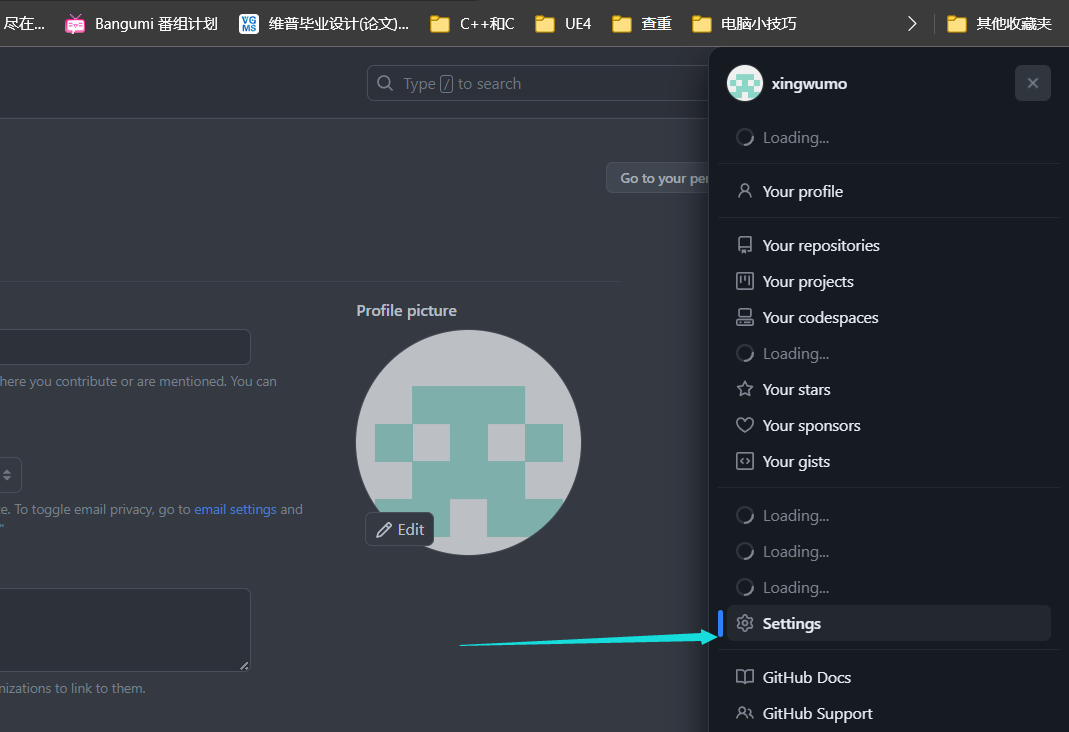 尽在... Bangumi 番组计划 VG MS 维普毕业设计(论文)... C++和C UE4 查重 电脑小技巧 其他收藏夹
Type / to search
Go to your per
Profile picture
here you contribute or are mentioned. You can
e. To toggle email privacy, go to email settings and
"
Edit
nizations to link to them.
xingwumo
Loading...
Your profile
Your repositories
Your projects
Your codespaces
Loading...
Your stars
Your sponsors
Your gists
Loading...
Loading...
Loading...
Settings
GitHub Docs
GitHub Support